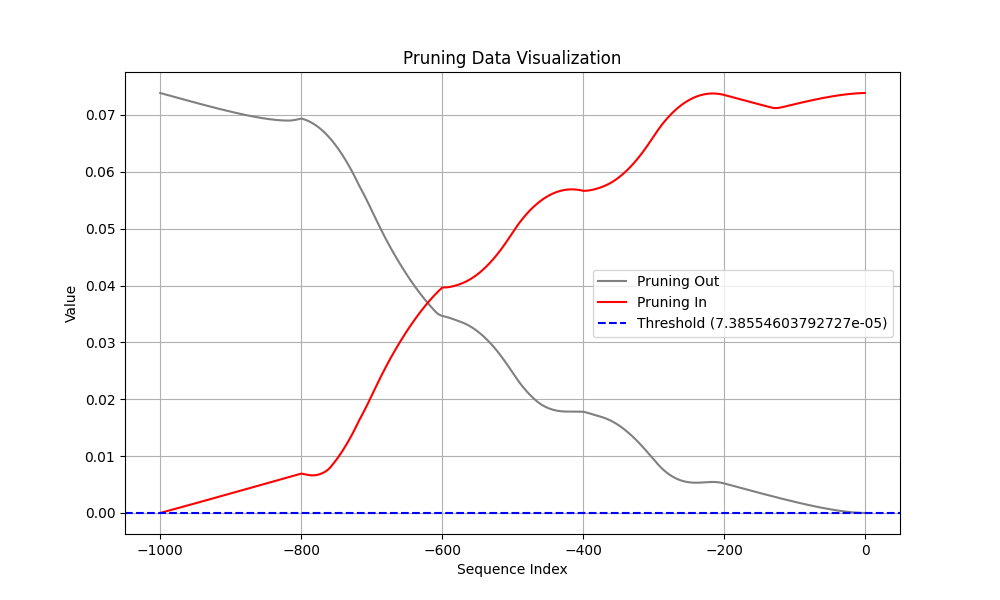 Pruning Data Visualization
Value
0.07
0.06
0.05
0.04
0.03
0.02
0.01
0.00
Pruning Out
Pruning In
Threshold (7.38554603792727e-05)
−1000 −800 −600 −400 −200 0
Sequence Index